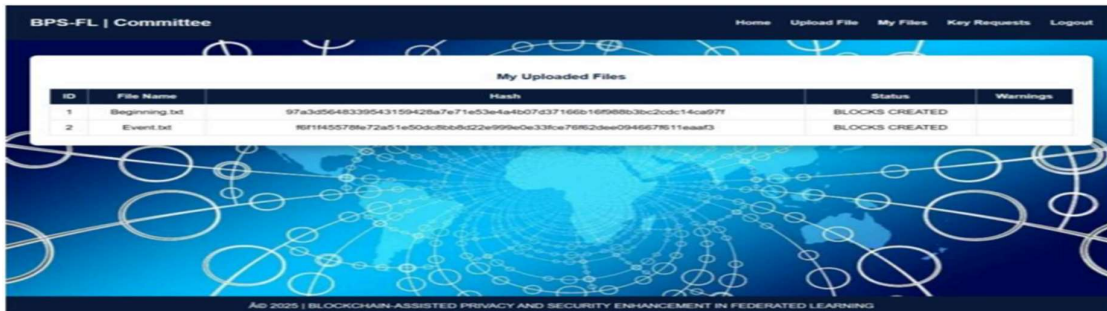 BPS-FL | Committee
Home Upload File My Files Key Requests Logout
My Uploaded Files
ID File Name Hash Status Warnings
1 Beginning.txt 97a3d5648339543159428a7e71e53e4a4b07d37166b16f988b3bc2cdc14ca97f BLOCKS CREATED
2 Event.txt f6f1f45578fe72a51e50dc8bb8d22e999e0e33fce76f62dee094667f611eaaf3 BLOCKS CREATED
© 2025 | BLOCKCHAIN-ASSISTED PRIVACY AND SECURITY ENHANCEMENT IN FEDERATED LEARNING